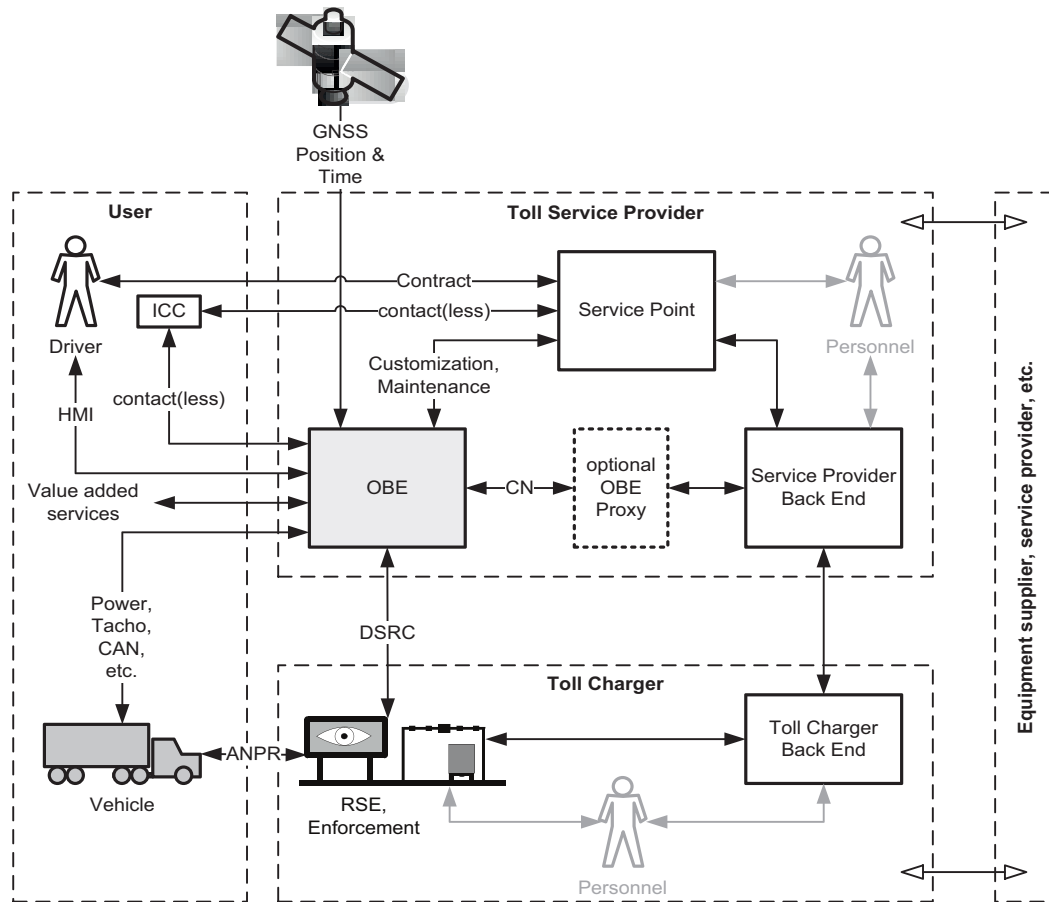 GNSS
Position &
Time
User
Toll Service Provider
Contract
ICC
contact(less)
Service Point
Driver
Personnel
Customization,
Maintenance
contact(less)
HMI
Value added
services
OBE
CN
optional
OBE
Proxy
Service Provider
Back End
Power,
Tacho,
CAN,
etc.
DSRC
Toll Charger
Toll Charger
Back End
ANPR
Vehicle
RSE,
Enforcement
Personnel
Equipment supplier, service provider, etc.